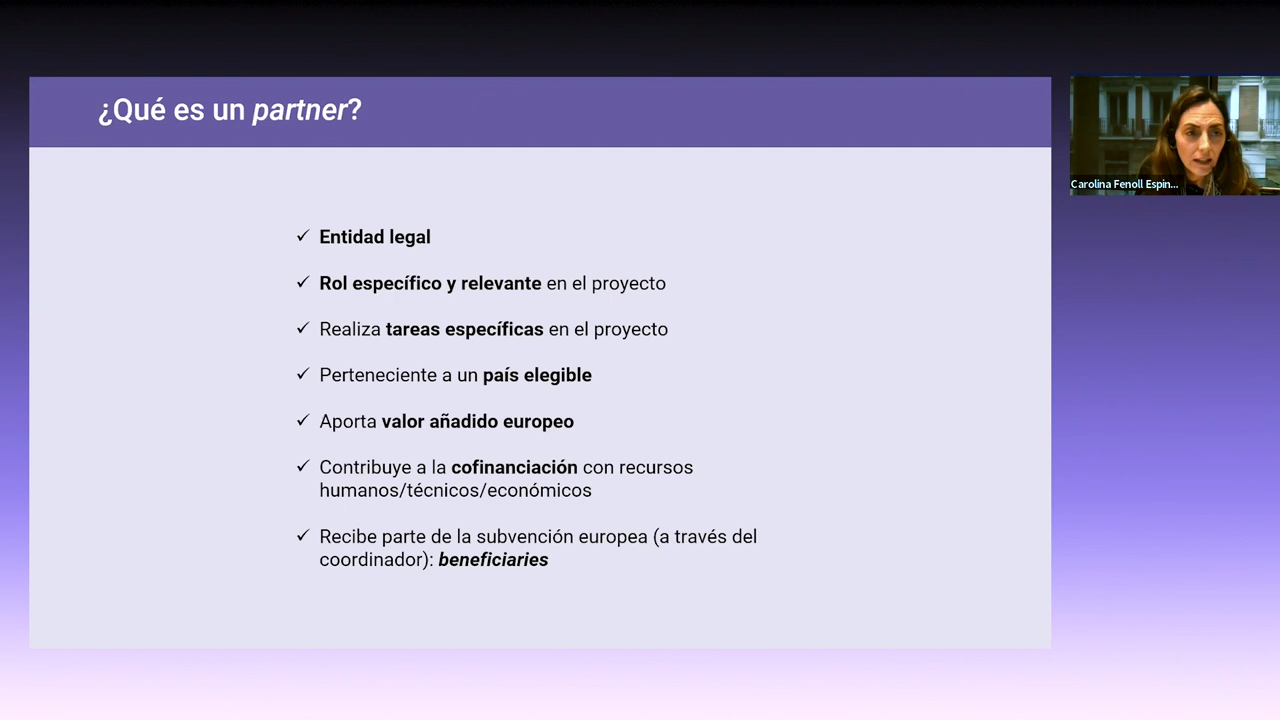 ¿Qué es un partner?
✓ Entidad legal
✓ Rol específico y relevante en el proyecto
✓ Realiza tareas específicas en el proyecto
✓ Perteneciente a un país elegible
✓ Aporta valor añadido europeo
✓ Contribuye a la cofinanciación con recursos
humanos/técnicos/económicos
✓ Recibe parte de la subvención europea (a través del
coordinador): beneficiaries
Carolina Fenoll Espin...